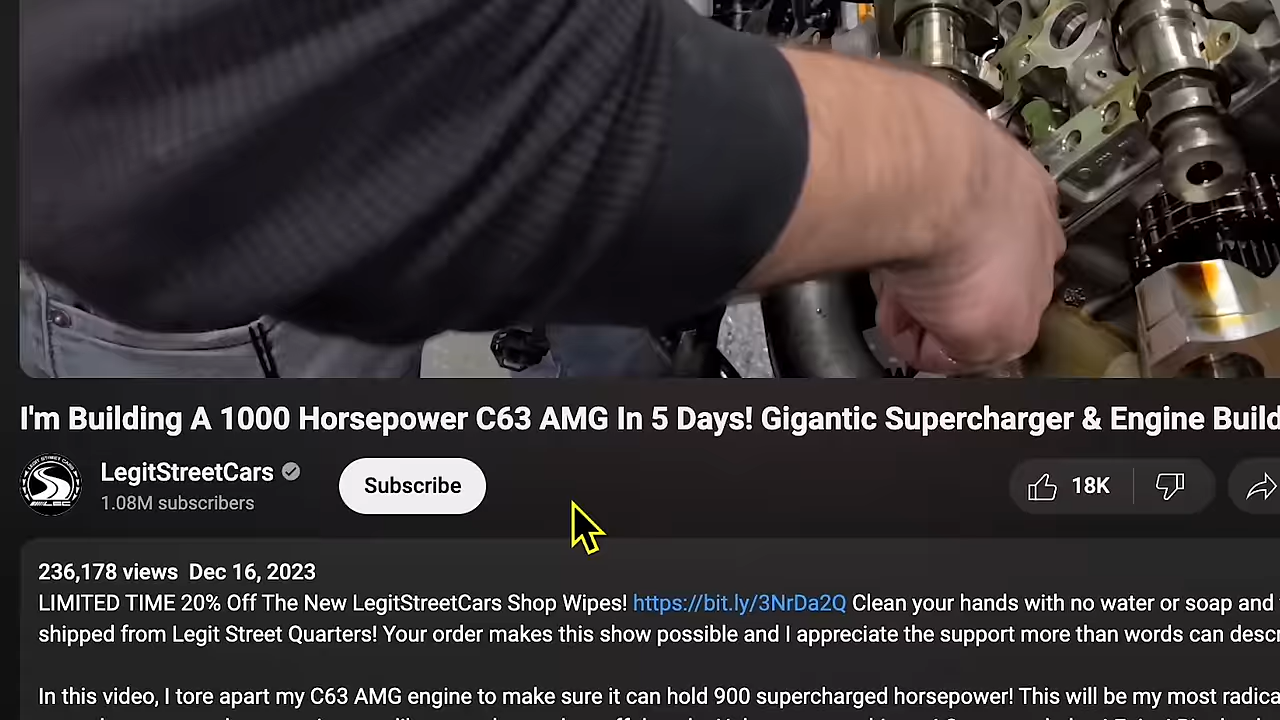 I'm Building A 1000 Horsepower C63 AMG In 5 Days! Gigantic Supercharger & Engine Build
LegitStreetCars
1.08M subscribers
Subscribe
18K
236,178 views Dec 16, 2023
LIMITED TIME 20% Off The New LegitStreetCars Shop Wipes! https://bit.ly/3NrDa2Q Clean your hands with no water or soap and
shipped from Legit Street Quarters! Your order makes this show possible and I appreciate the support more than words can descr
In this video, I tore apart my C63 AMG engine to make sure it can hold 900 supercharged horsepower! This will be my most radica